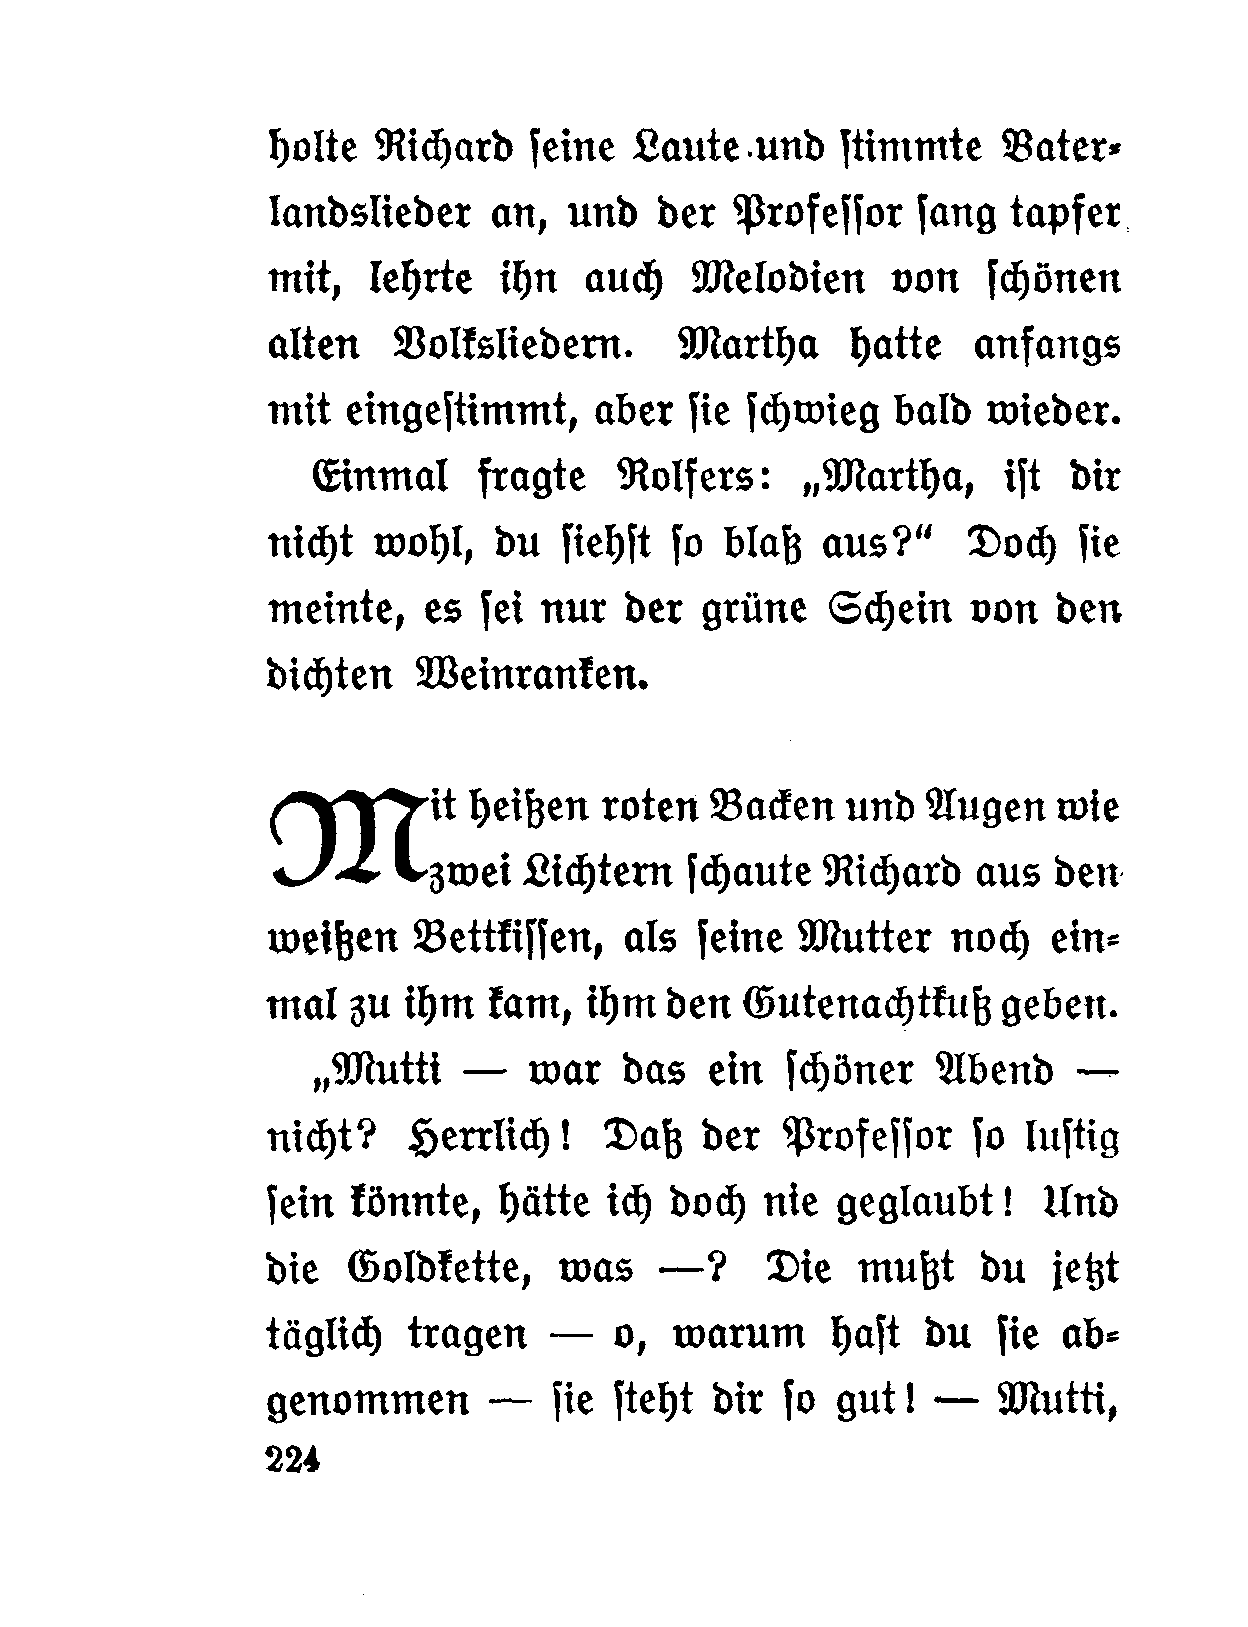 holte Richard ſeine Laute und ſtimmte Vater-
landslieder an, und der Profeſſor ſang tapfer
mit, lehrte ihn auch Melodien von ſchönen
alten Volksliedern. Martha hatte anfangs
mit eingeſtimmt, aber ſie ſchwieg bald wieder.
Einmal fragte Rolfers: „Martha, iſt dir
nicht wohl, du ſiehſt ſo blaß aus?“ Doch ſie
meinte, es ſei nur der grüne Schein von den
dichten Weinranken.
Mit heißen roten Backen und Augen wie
zwei Lichtern ſchaute Richard aus den
weißen Bettkiſſen, als ſeine Mutter noch ein-
mal zu ihm kam, ihm den Gutenachtkuß geben.
„Mutti — war das ein ſchöner Abend —
nicht? Herrlich! Daß der Profeſſor ſo luſtig
ſein könnte, hätte ich doch nie geglaubt! Und
die Goldkette, was —? Die mußt du jetzt
täglich tragen — o, warum haſt du ſie ab-
genommen — ſie ſteht dir ſo gut! — Mutti,
224